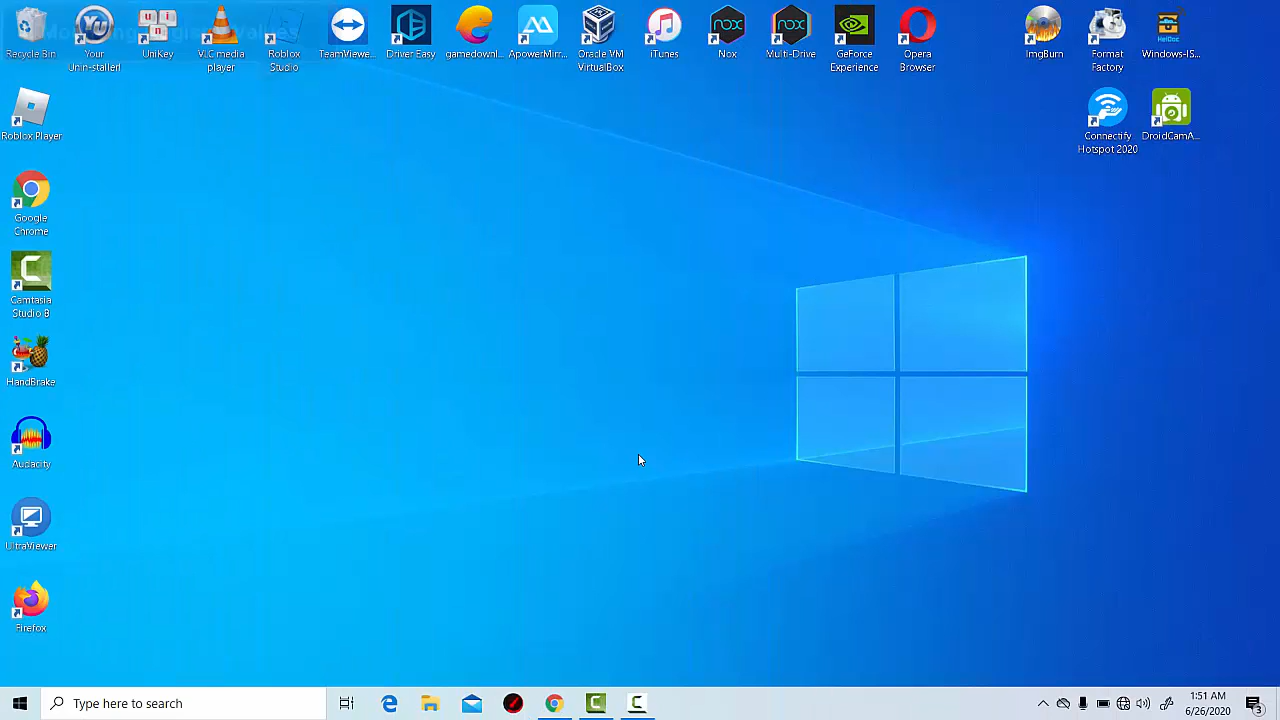 Recycle Bin
Your Unin-staller!
UniKey
VLC media player
Roblox Studio
TeamViewe...
Driver Easy
gamedownl...
ApowerMirr...
Oracle VM VirtualBox
iTunes
Nox
Multi-Drive
GeForce Experience
Opera Browser
ImgBurn
Format Factory
Windows-IS...
Roblox Player
Connectify Hotspot 2020
DroidCamA...
Google Chrome
Camtasia Studio 8
HandBrake
Audacity
UltraViewer
Firefox
Type here to search
1:51 AM
6/26/2020
3